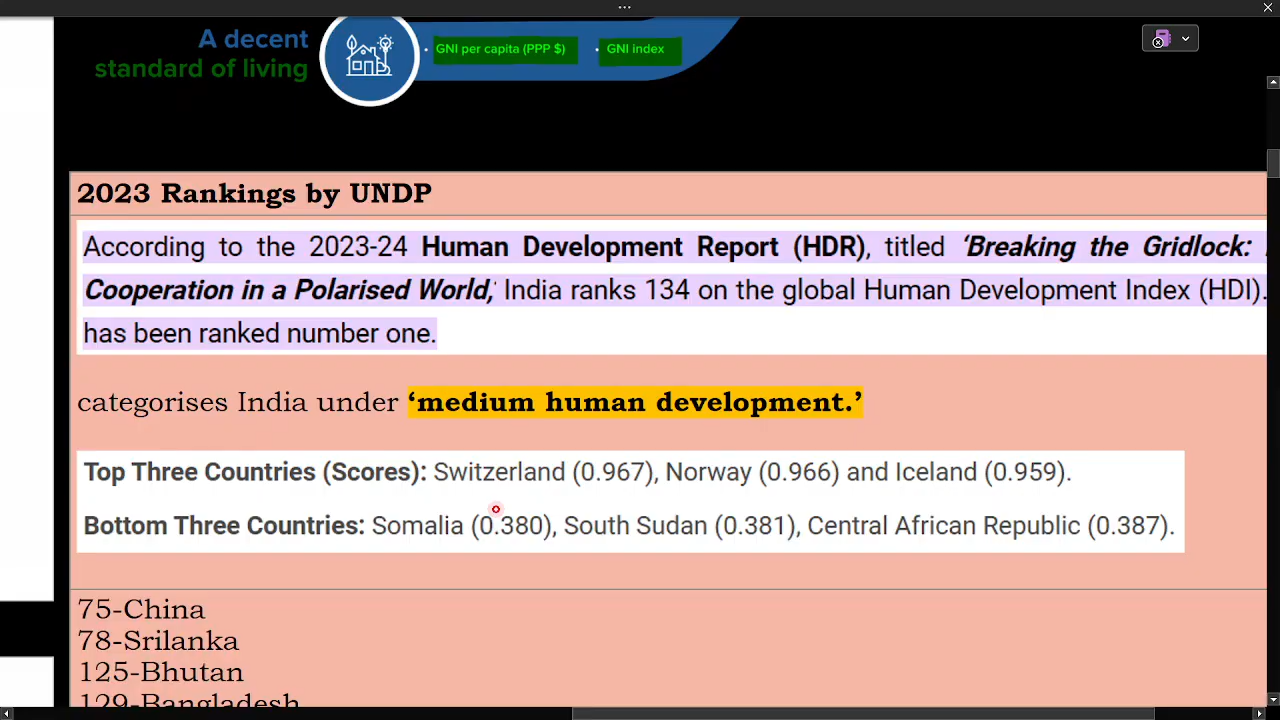 A decent
standard of living
• GNI per capita (PPP $) • GNI index
2023 Rankings by UNDP
According to the 2023-24 Human Development Report (HDR), titled ‘Breaking the Gridlock:
Cooperation in a Polarised World,’ India ranks 134 on the global Human Development Index (HDI).
has been ranked number one.
categorises India under ‘medium human development.’
Top Three Countries (Scores): Switzerland (0.967), Norway (0.966) and Iceland (0.959).
Bottom Three Countries: Somalia (0.380), South Sudan (0.381), Central African Republic (0.387).
75-China
78-Srilanka
125-Bhutan
129-Bangladesh